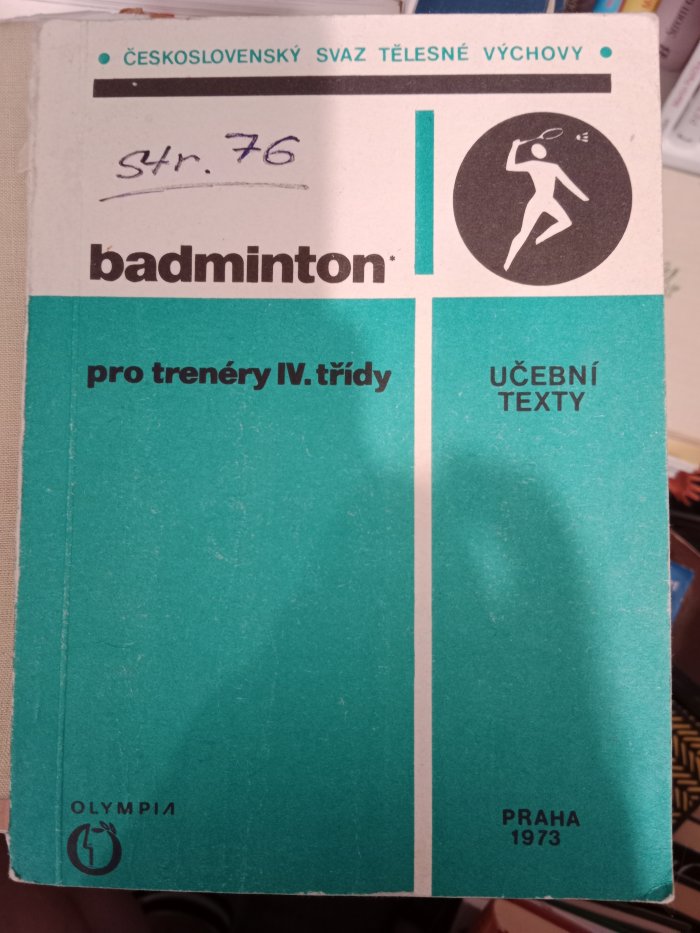 • ČESKOSLOVENSKÝ SVAZ TĚLESNÉ VÝCHOVY •
str. 76
badminton*
pro trenéry IV. třídy
UČEBNÍ
TEXTY
OLYMPIA
PRAHA
1973